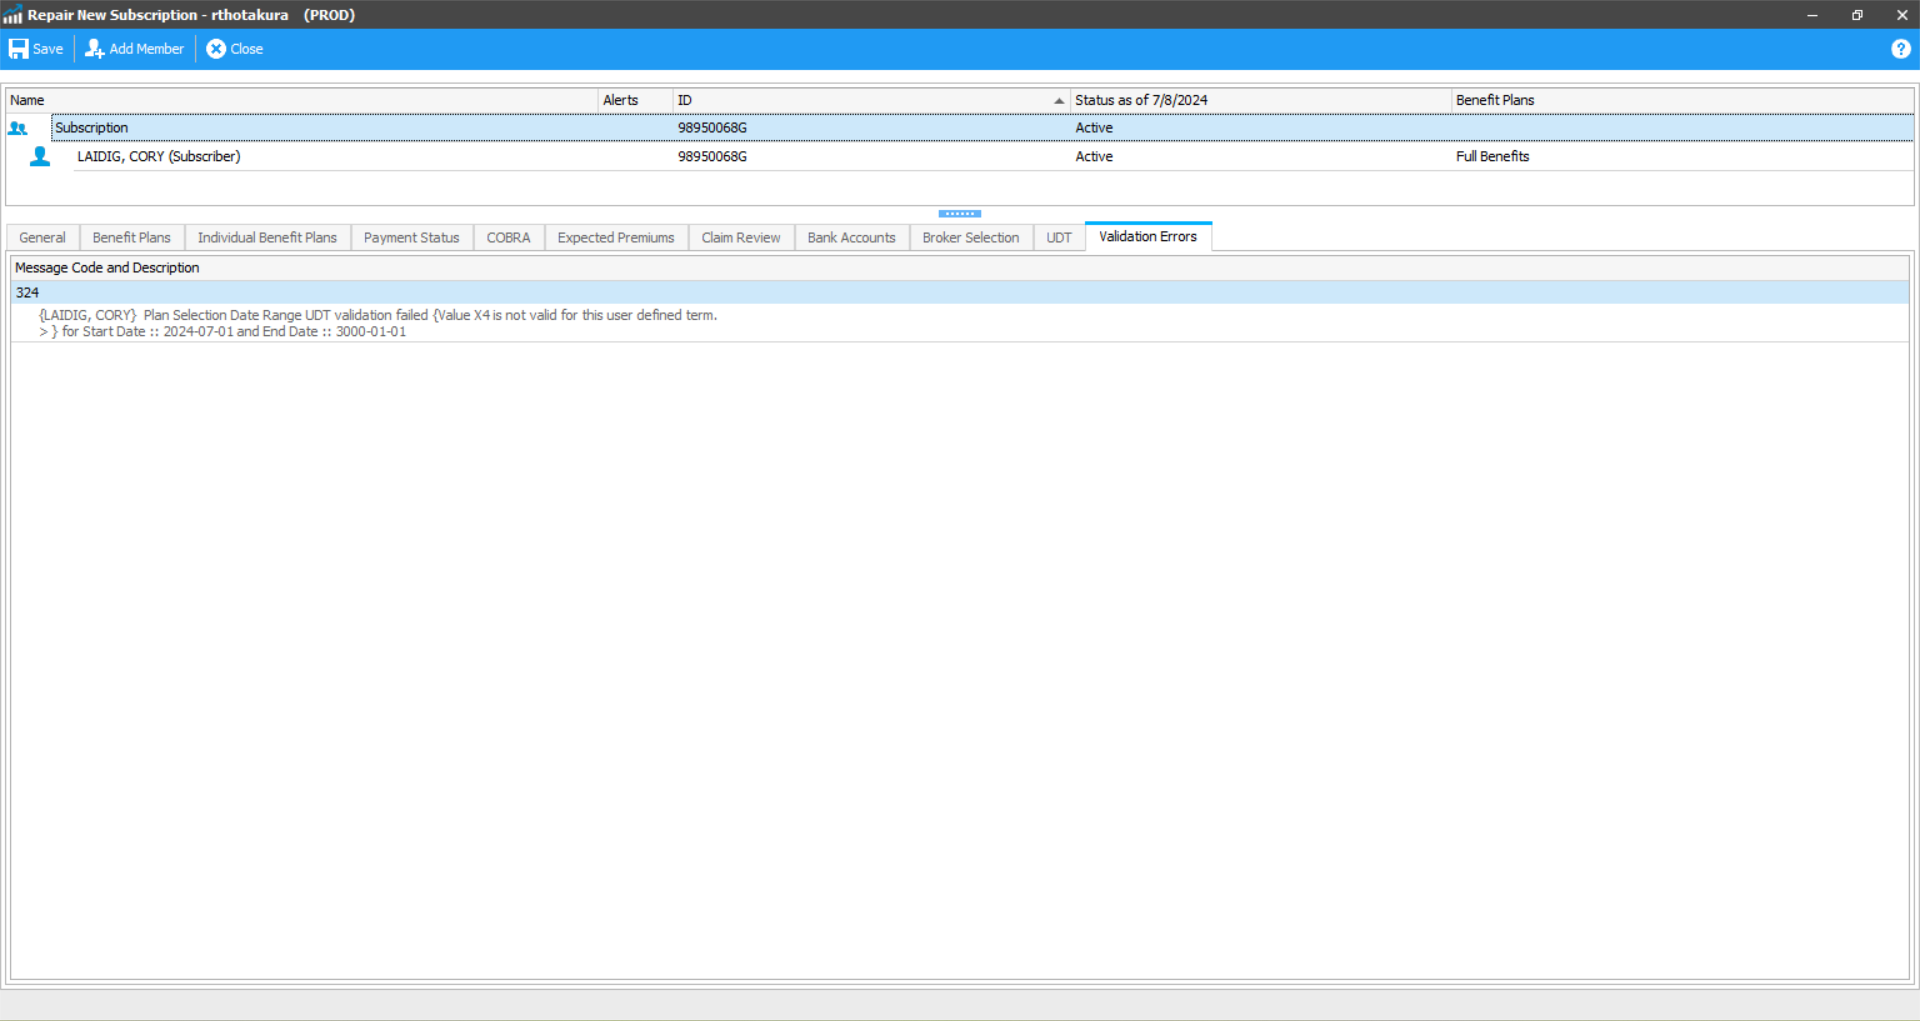 Repair New Subscription - rthotakura (PROD)
Save Add Member Close ?
Name Alerts ID Status as of 7/8/2024 Benefit Plans
Subscription 98950068G Active
LAIDIG, CORY (Subscriber) 98950068G Active Full Benefits
General Benefit Plans Individual Benefit Plans Payment Status COBRA Expected Premiums Claim Review Bank Accounts Broker Selection UDT Validation Errors
Message Code and Description
324
{LAIDIG, CORY} Plan Selection Date Range UDT validation failed {Value X4 is not valid for this user defined term.
> } for Start Date :: 2024-07-01 and End Date :: 3000-01-01